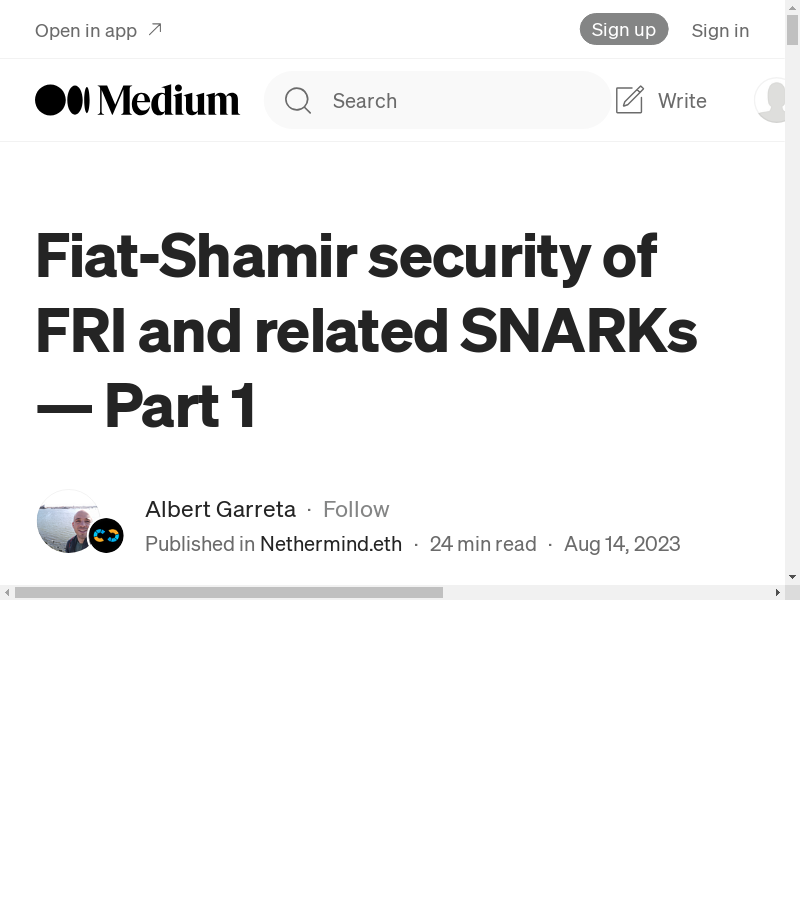 Open in app
Sign up
Sign in
Medium
Search
Write
Fiat-Shamir security of
FRI and related SNARKs
— Part 1
Albert Garreta · Follow
Published in Nethermind.eth · 24 min read · Aug 14, 2023